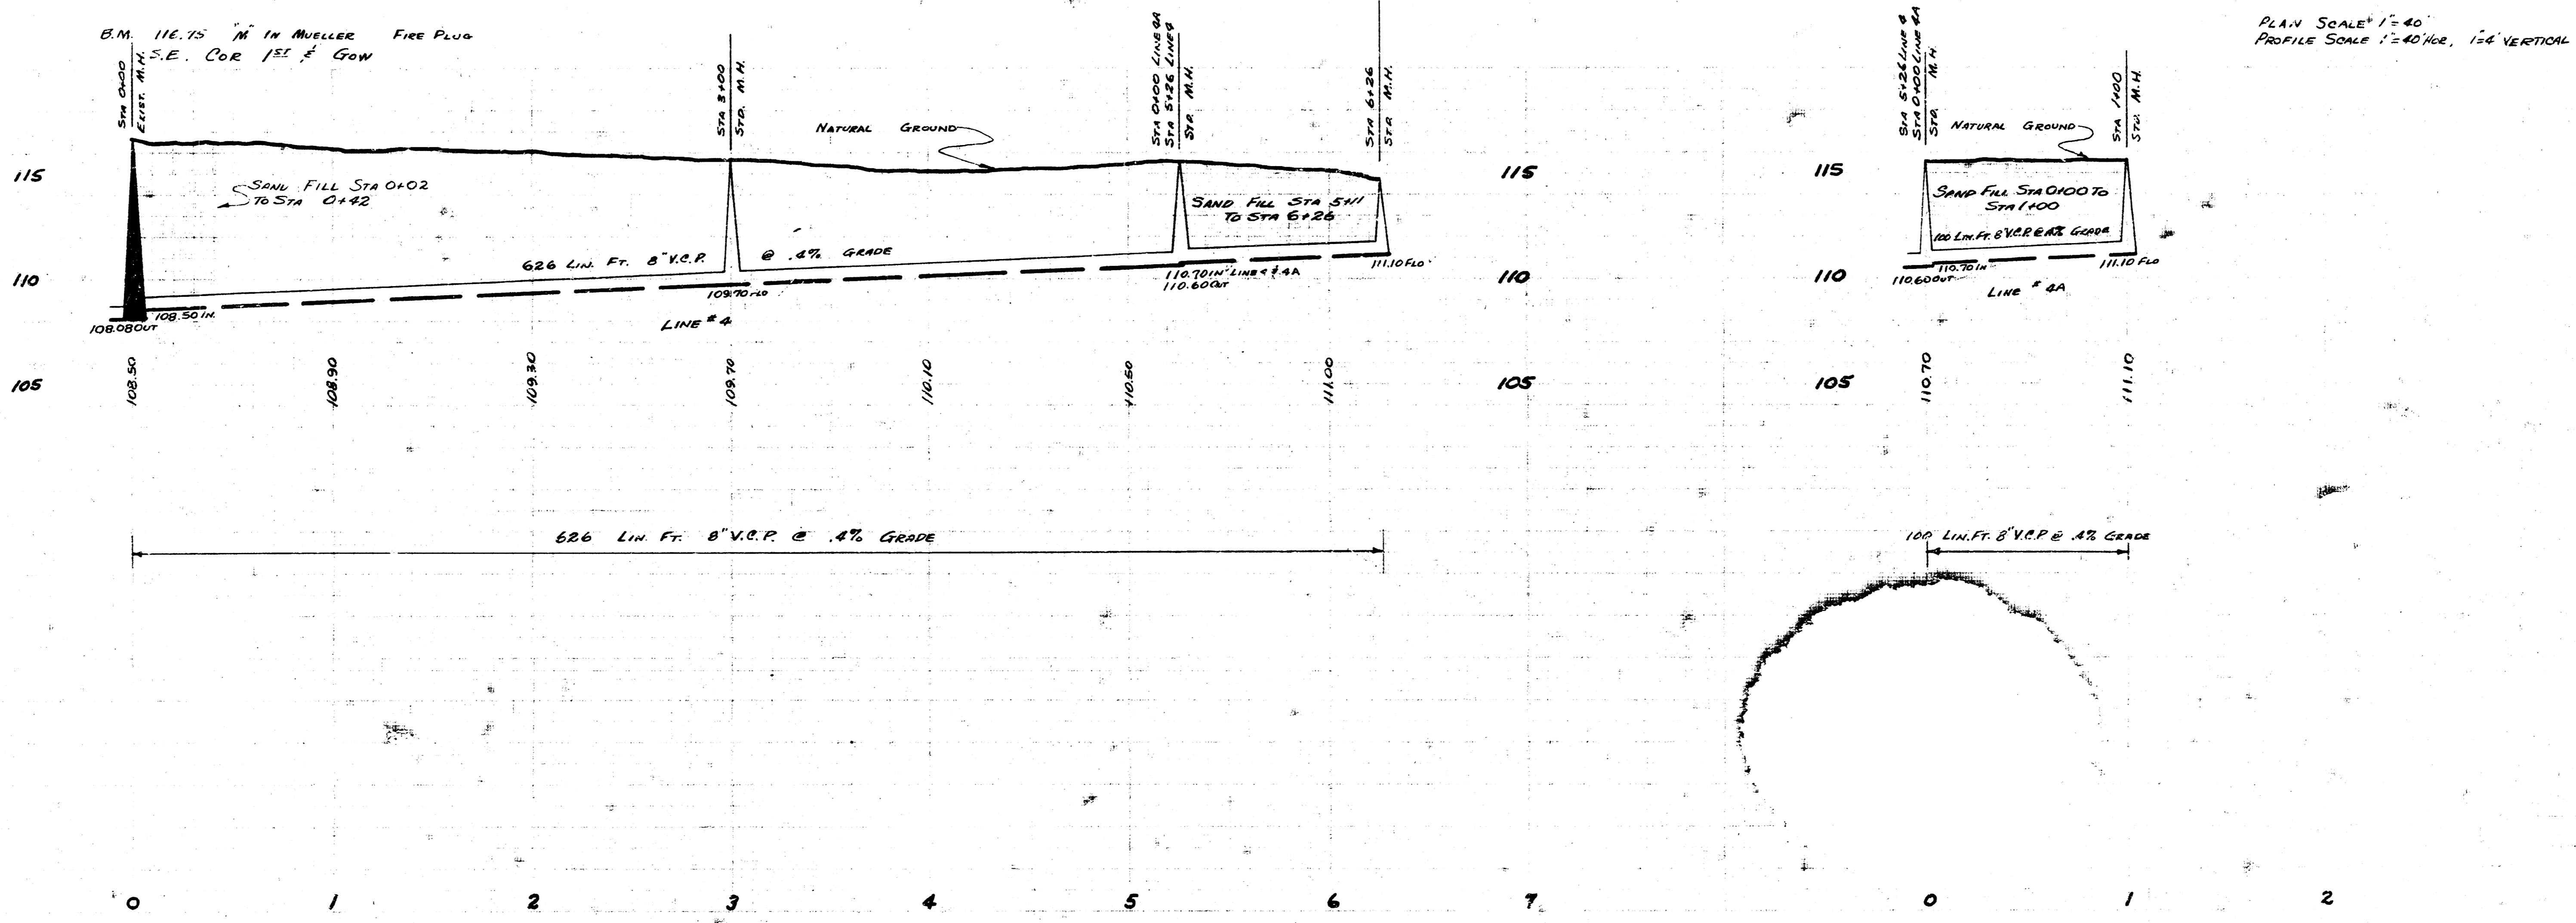 B.M. 116.75 "M" IN MUELLER FIRE PLUG
S.E. COR 1ST & GOW
PLAN SCALE 1"=40'
PROFILE SCALE 1"=40' HOR, 1"=4' VERTICAL
STA 0+00
EXIST. M.H.
STA 3+00
STD. M.H.
STA 0+00 LINE 4A
STA 5+26 LINE 4
STD. M.H.
STA 6+26
STD. M.H.
STA 5+26 LINE 4
STA 0+00 LINE 4A
STD. M.H.
STA 1+00
STD. M.H.
NATURAL GROUND
NATURAL GROUND
115
115
115
SAND FILL STA 0+02
TO STA 0+42
SAND FILL STA 5+11
TO STA 6+26
SAND FILL STA 0+00 TO
STA 1+00
100 LIN. FT. 8" V.C.P. @ .4% GRADE
626 LIN. FT. 8" V.C.P. @ .4% GRADE
110
110
110
108.08 OUT
108.50 IN.
109.70 FLO
110.70 IN LINE 4 & 4A
110.60 OUT
111.10 FLO
110.60 OUT
110.70 IN
111.10 FLO
LINE # 4
LINE # 4A
105
105
105
108.50
108.90
109.30
109.70
110.10
110.50
111.00
110.70
111.10
626 LIN. FT. 8" V.C.P. @ .4% GRADE
100 LIN. FT. 8" V.C.P @ .4% GRADE
0 1 2 3 4 5 6 7 0 1 2